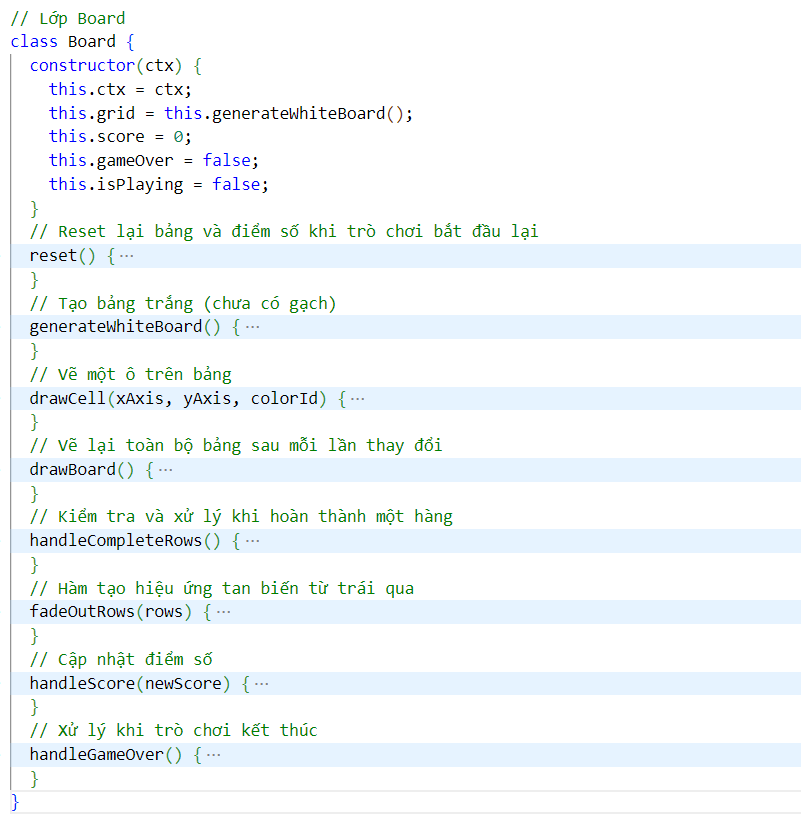 // Lớp Board
class Board {
constructor(ctx) {
this.ctx = ctx;
this.grid = this.generateWhiteBoard();
this.score = 0;
this.gameOver = false;
this.isPlaying = false;
}
// Reset lại bảng và điểm số khi trò chơi bắt đầu lại
reset() { ···
}
// Tạo bảng trắng (chưa có gạch)
generateWhiteBoard() { ···
}
// Vẽ một ô trên bảng
drawCell(xAxis, yAxis, colorId) { ···
}
// Vẽ lại toàn bộ bảng sau mỗi lần thay đổi
drawBoard() { ···
}
// Kiểm tra và xử lý khi hoàn thành một hàng
handleCompleteRows() { ···
}
// Hàm tạo hiệu ứng tan biến từ trái qua
fadeOutRows(rows) { ···
}
// Cập nhật điểm số
handleScore(newScore) { ···
}
// Xử lý khi trò chơi kết thúc
handleGameOver() { ···
}
}